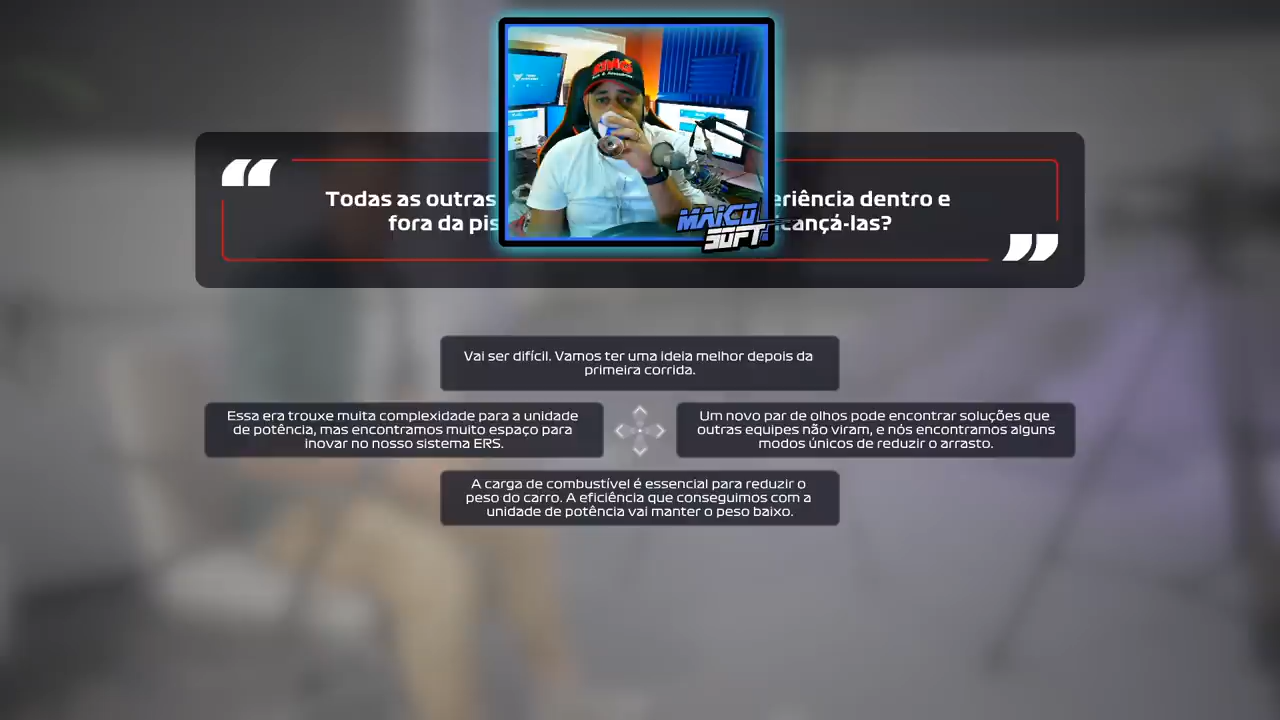 Todas as outras eriência dentro e
fora da pis cançá-las?
MAICO
SOFT
Vai ser difícil. Vamos ter uma ideia melhor depois da
primeira corrida.
Essa era trouxe muita complexidade para a unidade
de potência, mas encontramos muito espaço para
inovar no nosso sistema ERS.
Um novo par de olhos pode encontrar soluções que
outras equipes não viram, e nós encontramos alguns
modos únicos de reduzir o arrasto.
A carga de combustível é essencial para reduzir o
peso do carro. A eficiência que conseguimos com a
unidade de potência vai manter o peso baixo.